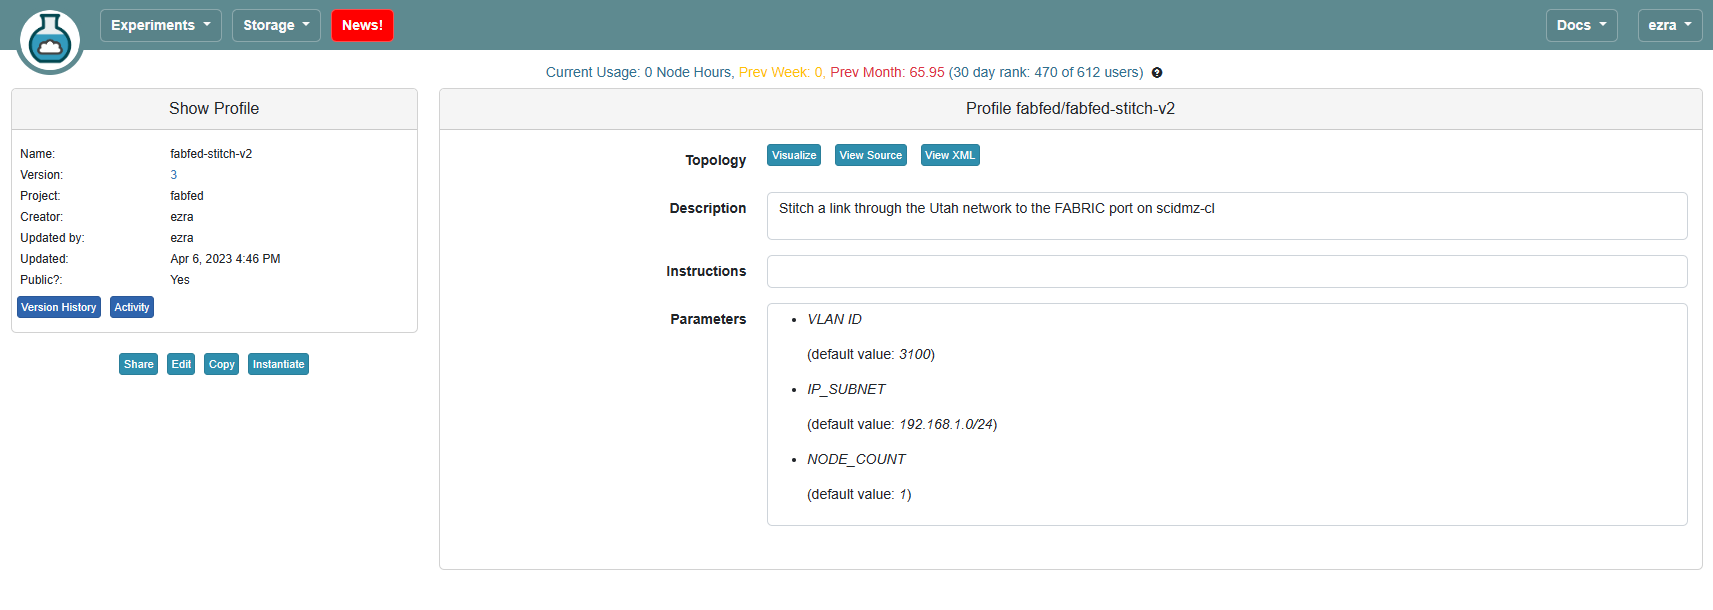 Experiments Storage News! Docs ezra
Current Usage: 0 Node Hours, Prev Week: 0, Prev Month: 65.95 (30 day rank: 470 of 612 users)
Show Profile
Name: fabfed-stitch-v2
Version: 3
Project: fabfed
Creator: ezra
Updated by: ezra
Updated: Apr 6, 2023 4:46 PM
Public?: Yes
Version History Activity
Share Edit Copy Instantiate
Profile fabfed/fabfed-stitch-v2
Topology Visualize View Source View XML
Description Stitch a link through the Utah network to the FABRIC port on scidmz-cl
Instructions
Parameters • VLAN ID
(default value: 3100)
• IP_SUBNET
(default value: 192.168.1.0/24)
• NODE_COUNT
(default value: 1)